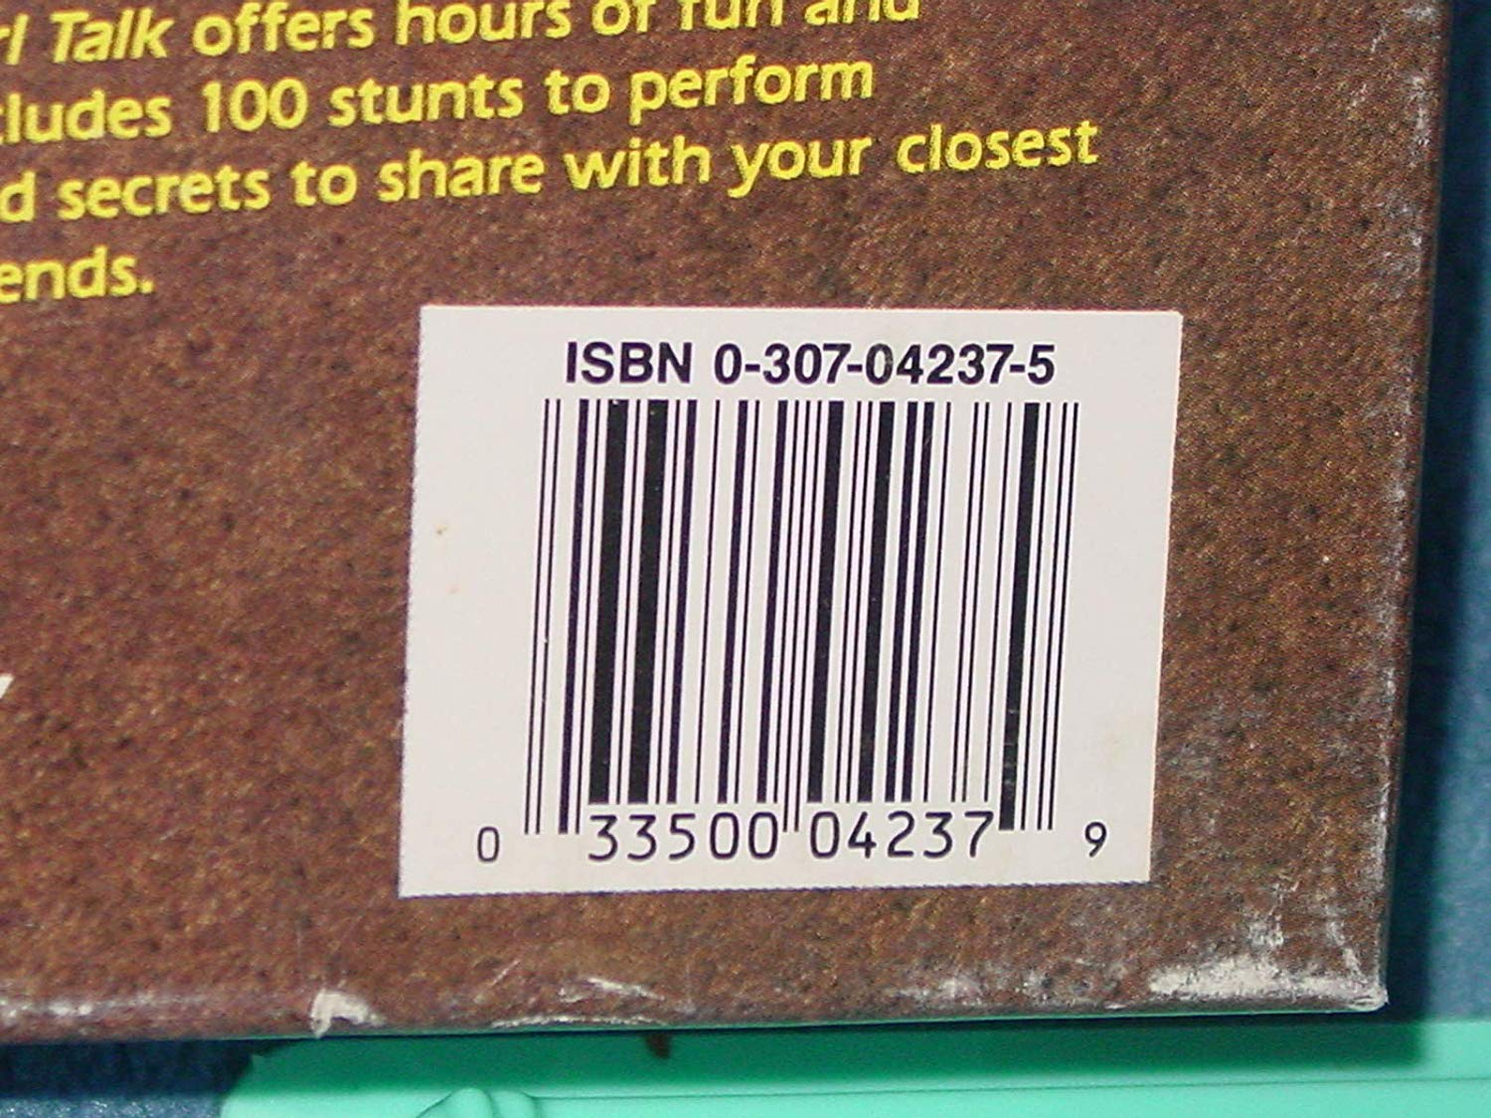 rl Talk offers hours of fun and
cludes 100 stunts to perform
d secrets to share with your closest
ends.
ISBN 0-307-04237-5
0 33500 04237 9